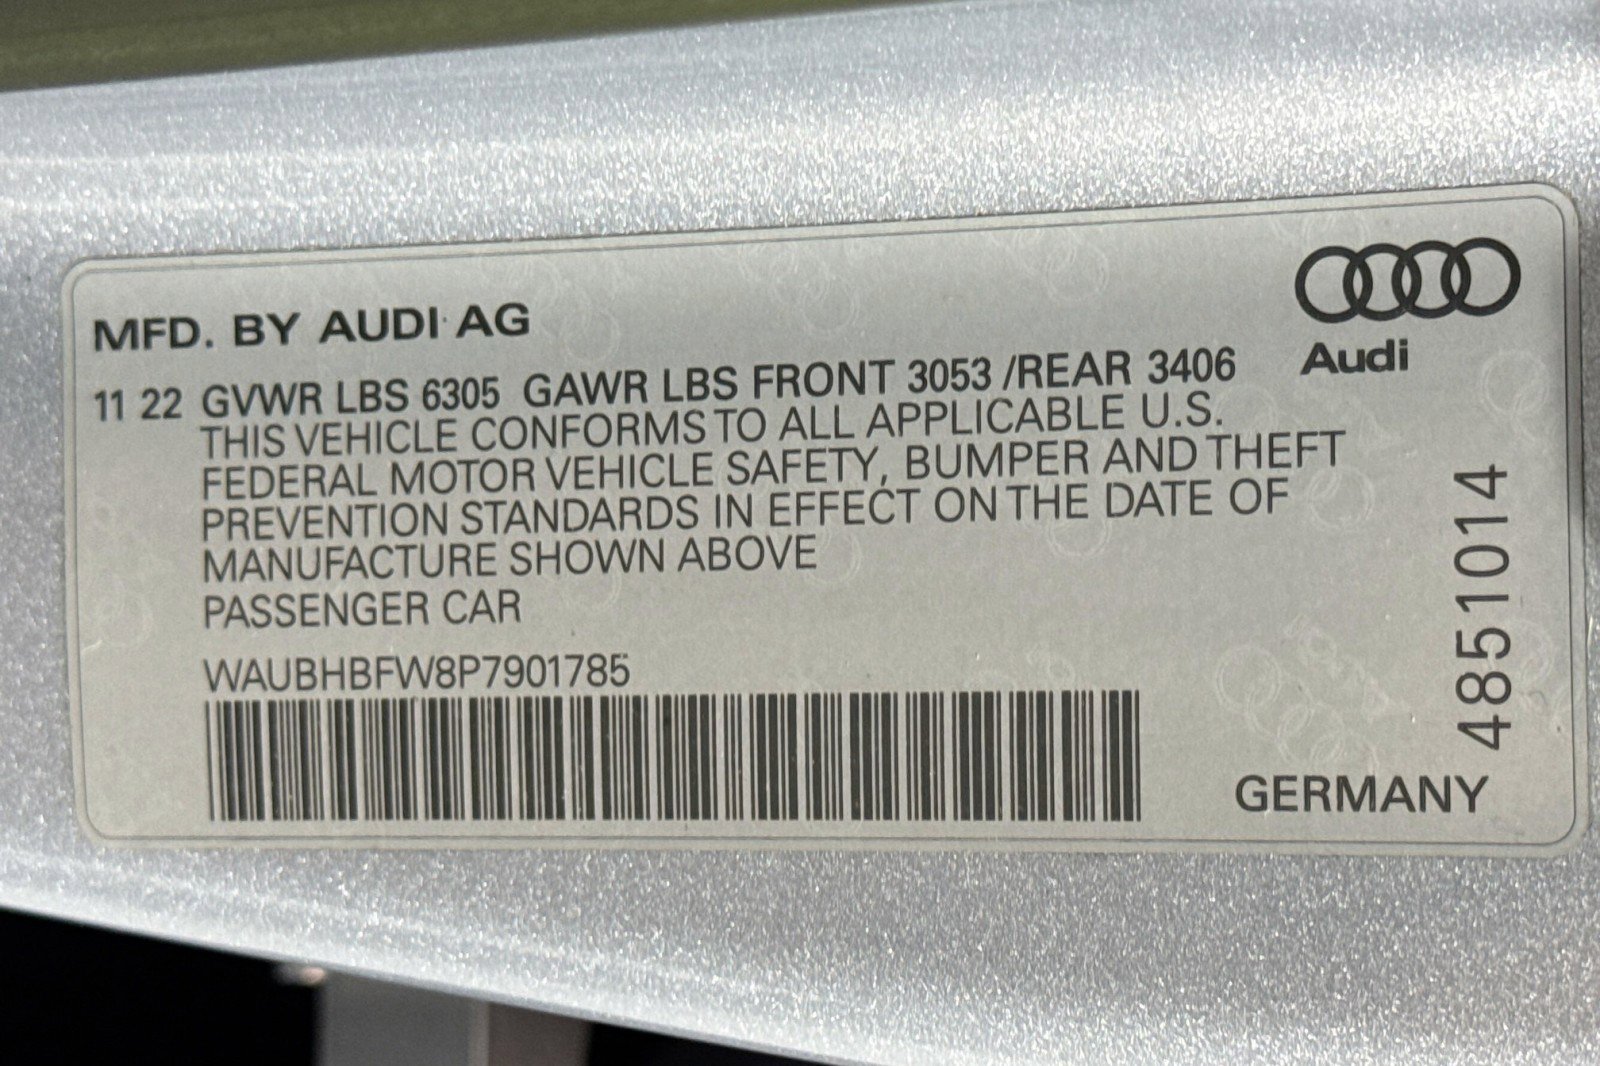 MFD. BY AUDI AG
Audi
11 22 GVWR LBS 6305 GAWR LBS FRONT 3053 /REAR 3406
THIS VEHICLE CONFORMS TO ALL APPLICABLE U.S.
FEDERAL MOTOR VEHICLE SAFETY, BUMPER AND THEFT
PREVENTION STANDARDS IN EFFECT ON THE DATE OF
MANUFACTURE SHOWN ABOVE
PASSENGER CAR
WAUBHBFW8P7901785
4851014
GERMANY